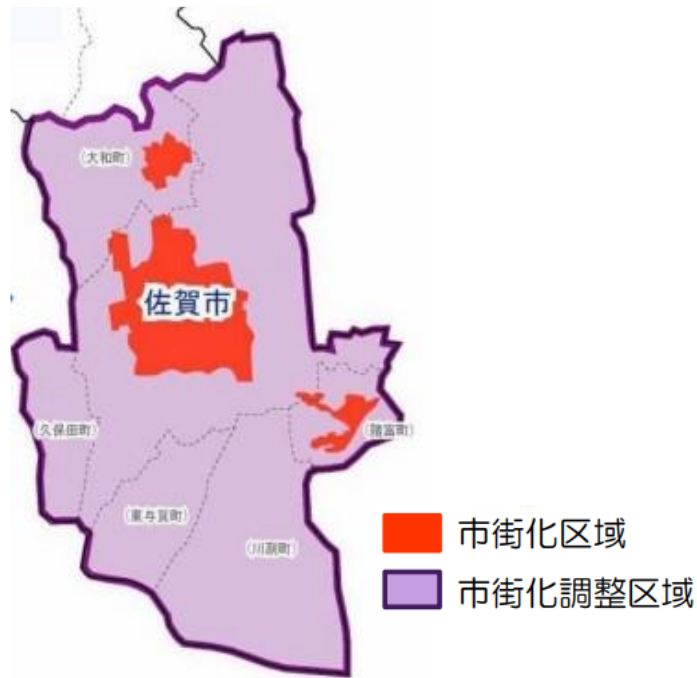 (大和町)
佐賀市
(久保田町)
(諸富町)
(東与賀町)
(川副町)
市街化区域
市街化調整区域